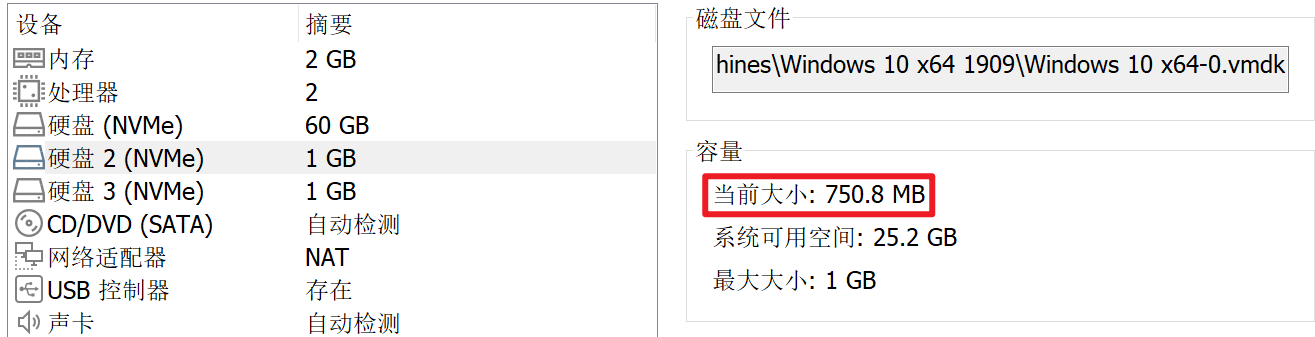 设备 摘要
内存 2 GB
处理器 2
硬盘 (NVMe) 60 GB
硬盘 2 (NVMe) 1 GB
硬盘 3 (NVMe) 1 GB
CD/DVD (SATA) 自动检测
网络适配器 NAT
USB 控制器 存在
声卡 自动检测
磁盘文件
hines\Windows 10 x64 1909\Windows 10 x64-0.vmdk
容量
当前大小: 750.8 MB
系统可用空间: 25.2 GB
最大大小: 1 GB